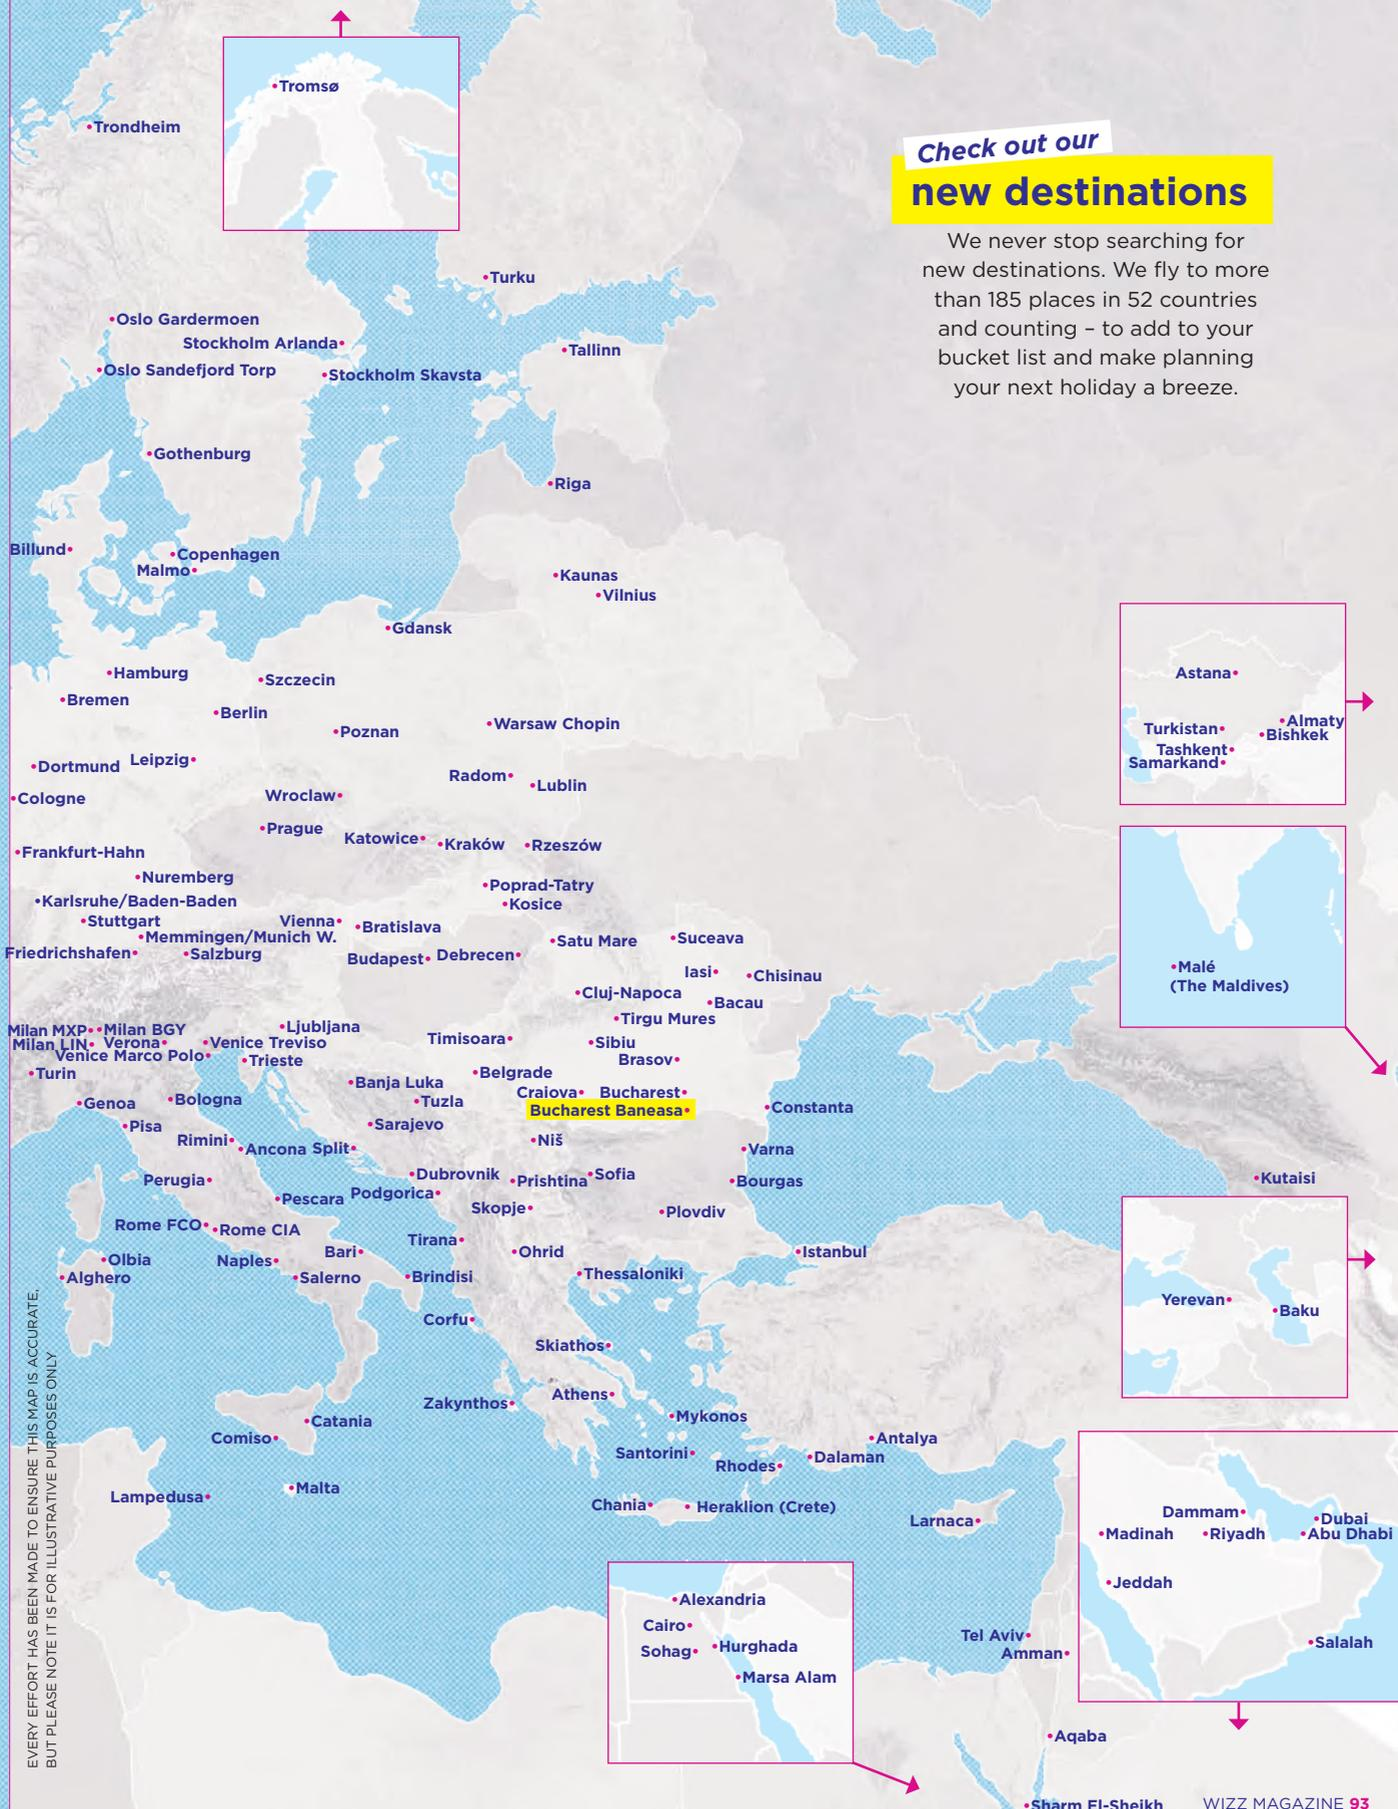 Tromsø
Trondheim
Check out our
new destinations
We never stop searching for
new destinations. We fly to more
than 185 places in 52 countries
and counting – to add to your
bucket list and make planning
your next holiday a breeze.
Turku
Oslo Gardermoen
Stockholm Arlanda
Tallinn
Oslo Sandefjord Torp
Stockholm Skavsta
Gothenburg
Riga
Billund
Copenhagen
Malmo
Kaunas
Vilnius
Gdansk
Hamburg
Szczecin
Bremen
Berlin
Poznan
Warsaw Chopin
Dortmund
Leipzig
Radom
Lublin
Cologne
Wroclaw
Prague
Katowice
Kraków
Rzeszów
Frankfurt-Hahn
Nuremberg
Poprad-Tatry
Karlsruhe/Baden-Baden
Kosice
Stuttgart
Vienna
Bratislava
Memmingen/Munich W.
Satu Mare
Suceava
Friedrichshafen
Salzburg
Budapest
Debrecen
Iasi
Chisinau
Cluj-Napoca
Bacau
Tirgu Mures
Milan MXP
Milan BGY
Ljubljana
Milan LIN
Verona
Venice Treviso
Timisoara
Sibiu
Venice Marco Polo
Trieste
Brasov
Turin
Belgrade
Banja Luka
Craiova
Bucharest
Genoa
Bologna
Tuzla
Bucharest Baneasa
Constanta
Pisa
Sarajevo
Rimini
Ancona
Split
Niš
Varna
Perugia
Dubrovnik
Prishtina
Sofia
Bourgas
Pescara
Podgorica
Skopje
Plovdiv
Rome FCO
Rome CIA
Tirana
Ohrid
Istanbul
Olbia
Naples
Bari
Alghero
Salerno
Brindisi
Thessaloniki
Corfu
Skiathos
Zakynthos
Athens
Mykonos
Catania
Comiso
Santorini
Rhodes
Dalaman
Antalya
Malta
Lampedusa
Chania
Heraklion (Crete)
Larnaca
Astana
Almaty
Turkistan
Bishkek
Tashkent
Samarkand
Malé
(The Maldives)
Kutaisi
Yerevan
Baku
Dammam
Dubai
Madinah
Riyadh
Abu Dhabi
Jeddah
Salalah
Alexandria
Cairo
Sohag
Hurghada
Marsa Alam
Tel Aviv
Amman
Aqaba
Sharm El-Sheikh
EVERY EFFORT HAS BEEN MADE TO ENSURE THIS MAP IS ACCURATE,
BUT PLEASE NOTE IT IS FOR ILLUSTRATIVE PURPOSES ONLY
WIZZ MAGAZINE 93